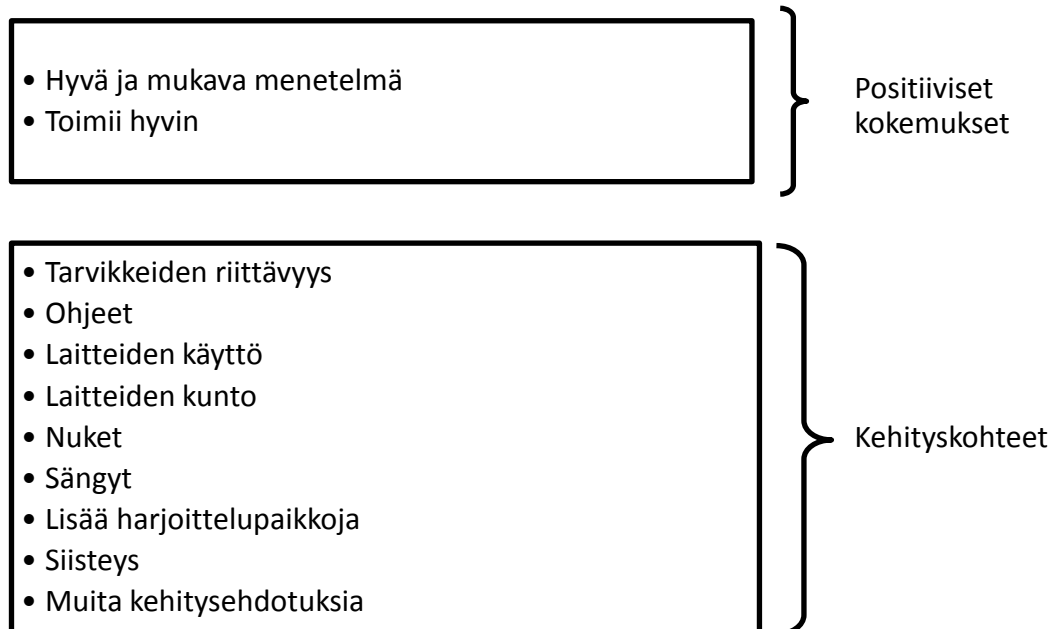 • Hyvä ja mukava menetelmä
• Toimii hyvin
Positiiviset
kokemukset
• Tarvikkeiden riittävyys
• Ohjeet
• Laitteiden käyttö
• Laitteiden kunto
• Nuket
• Sängyt
• Lisää harjoittelupaikkoja
• Siisteys
• Muita kehitysehdotuksia
Kehityskohteet